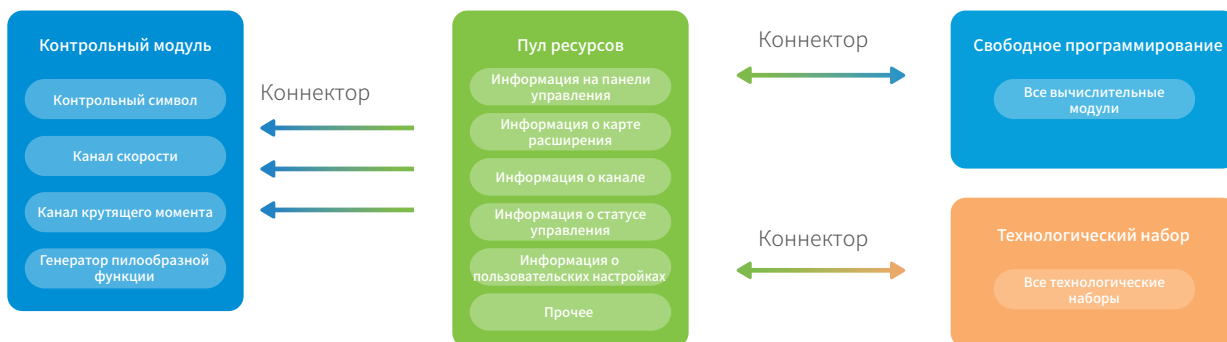 Контрольный модуль
Контрольный символ
Канал скорости
Канал крутящего момента
Генератор пилообразной
функции
Коннектор
Пул ресурсов
Информация на панели
управления
Информация о карте
расширения
Информация о канале
Информация о статусе
управления
Информация о
пользовательских настройках
Прочее
Коннектор
Свободное программирование
Все вычислительные
модули
Коннектор
Технологический набор
Все технологические
наборы